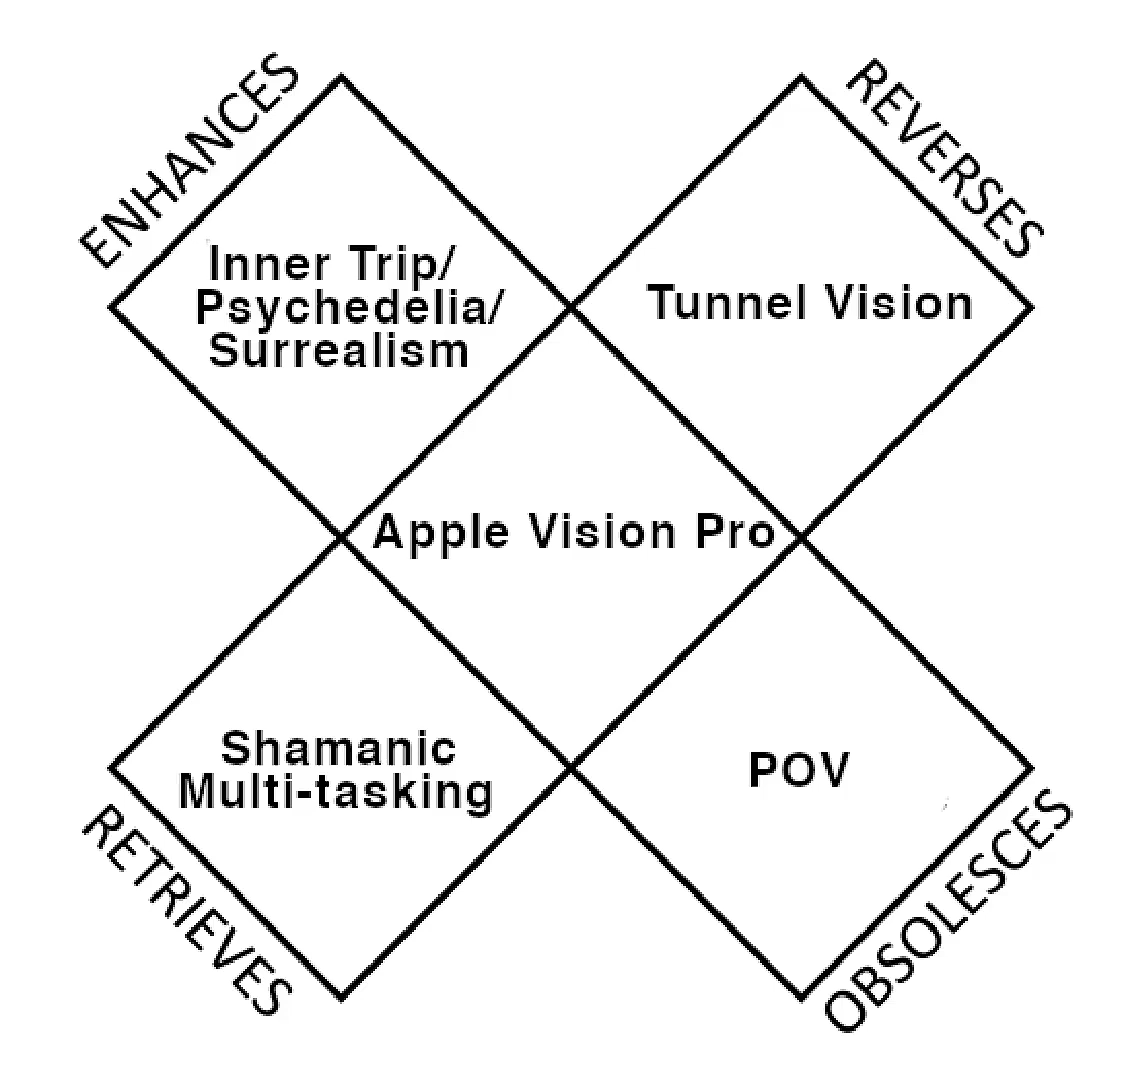 ENHANCES
REVERSES
Inner Trip/
Psychedelia/
Surrealism
Tunnel Vision
Apple Vision Pro
Shamanic
Multi-tasking
POV
RETRIEVES
OBSOLESCES